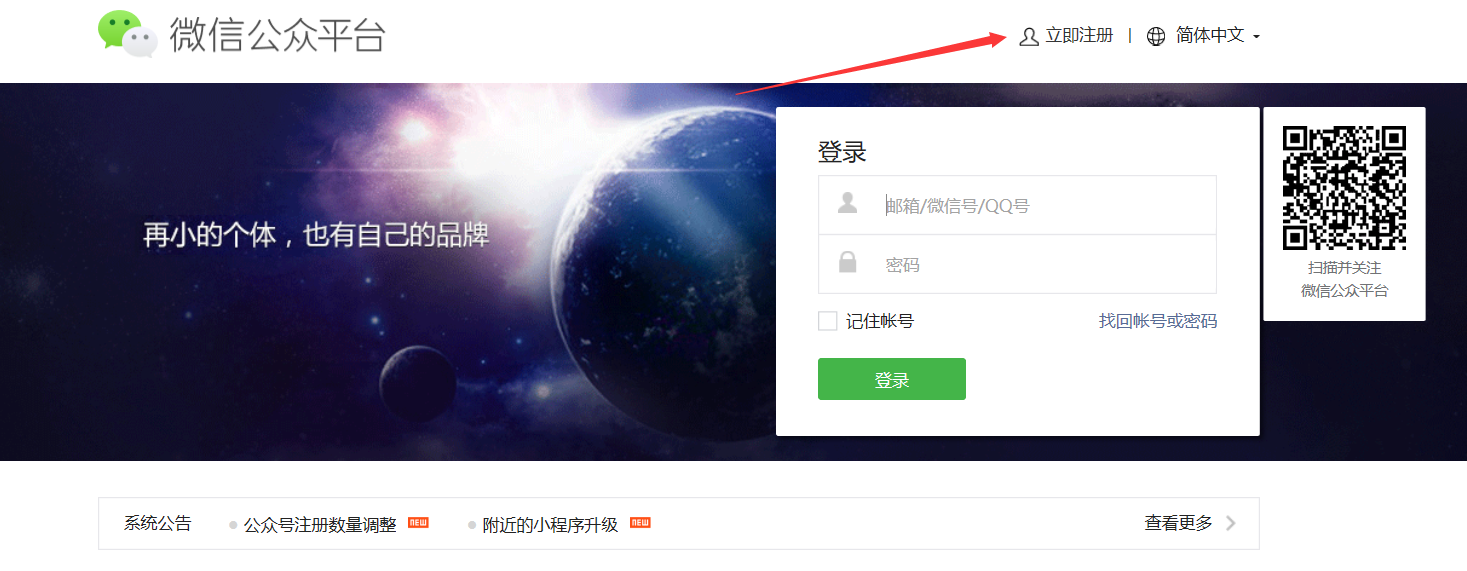 微信公众平台
立即注册 | 简体中文
登录
邮箱/微信号/QQ号
再小的个体，也有自己的品牌
密码
扫描并关注
微信公众平台
记住帐号 找回帐号或密码
登录
系统公告 公众号注册数量调整 NEW 附近的小程序升级 NEW 查看更多